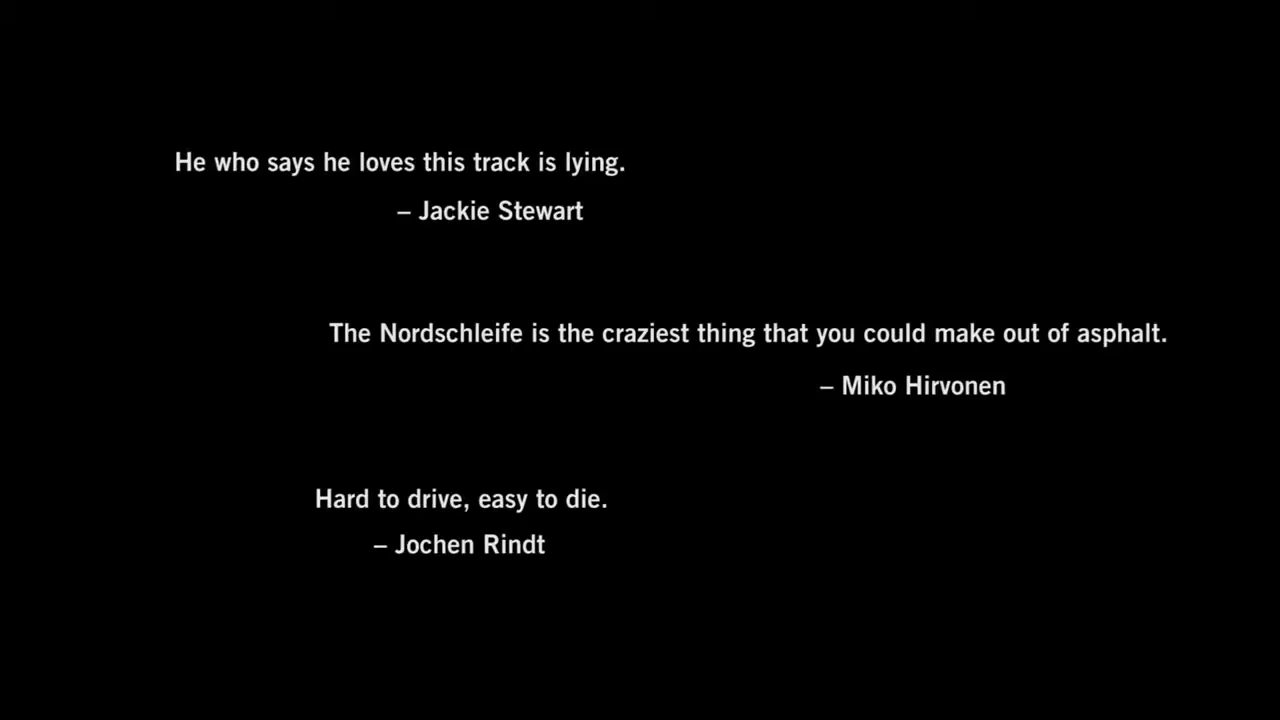 He who says he loves this track is lying.
– Jackie Stewart
The Nordschleife is the craziest thing that you could make out of asphalt.
– Miko Hirvonen
Hard to drive, easy to die.
– Jochen Rindt